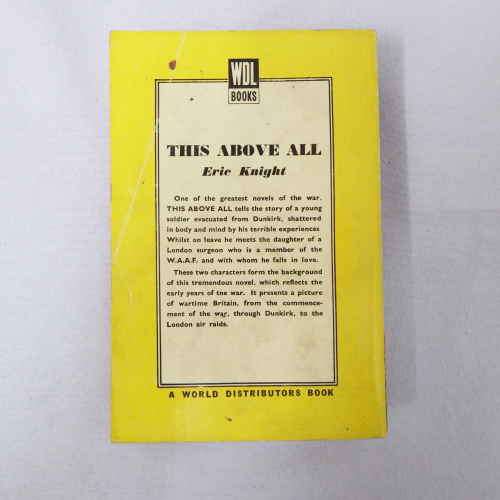 WDL
BOOKS
THIS ABOVE ALL
Eric Knight
One of the greatest novels of the war.
THIS ABOVE ALL tells the story of a young
soldier evacuated from Dunkirk, shattered
in body and mind by his terrible experiences
Whilst on leave he meets the daughter of a
London surgeon who is a member of the
W.A.A.F. and with whom he falls in love.
These two characters form the background
of this tremendous novel, which reflects the
early years of the war. It presents a picture
of wartime Britain, from the commence-
ment of the war, through Dunkirk, to the
London air raids.
A WORLD DISTRIBUTORS BOOK